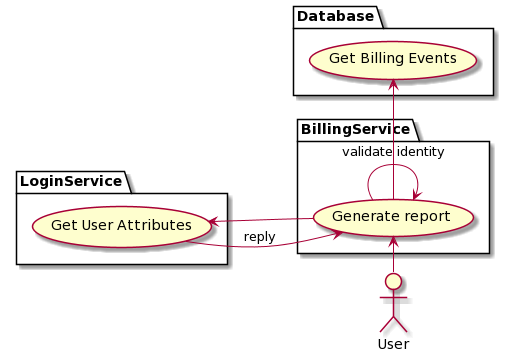 Database
Get Billing Events
BillingService
validate identity
LoginService
Generate report
Get User Attributes
reply
User